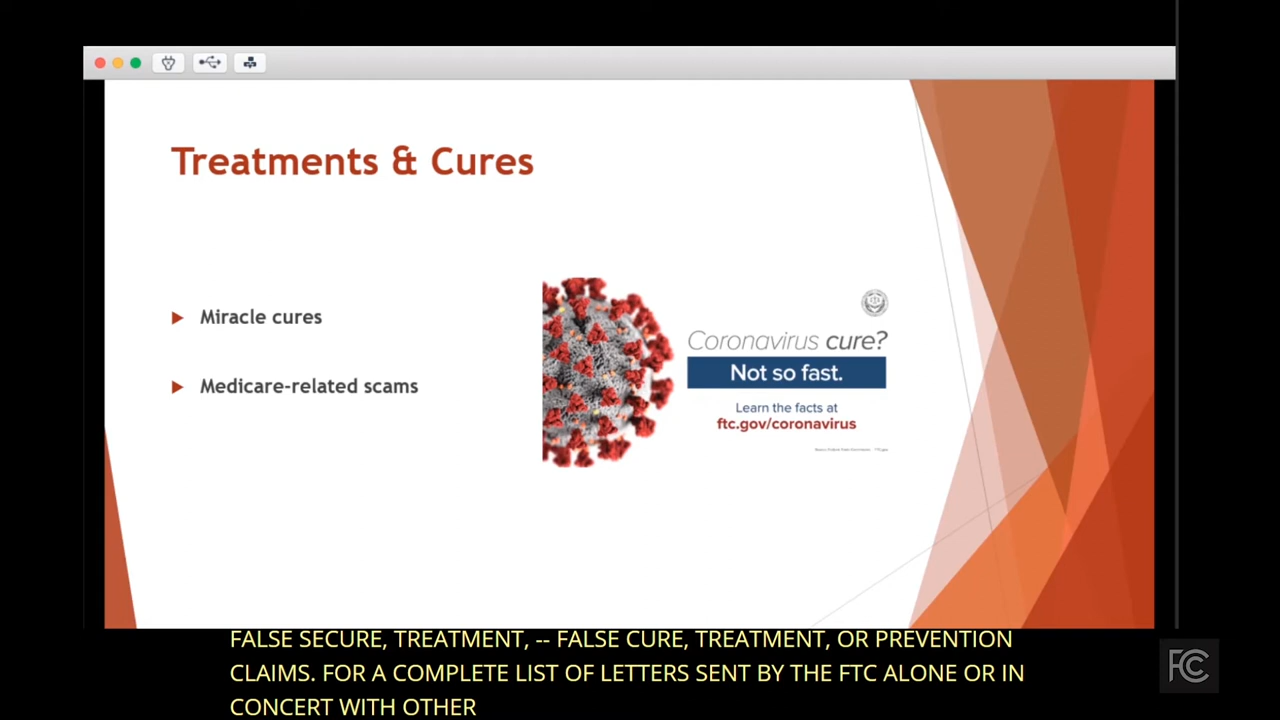 Treatments & Cures
Miracle cures
Medicare-related scams
Coronavirus cure?
Not so fast.
Learn the facts at
ftc.gov/coronavirus
FALSE SECURE, TREATMENT, -- FALSE CURE, TREATMENT, OR PREVENTION
CLAIMS. FOR A COMPLETE LIST OF LETTERS SENT BY THE FTC ALONE OR IN
CONCERT WITH OTHER
FCC